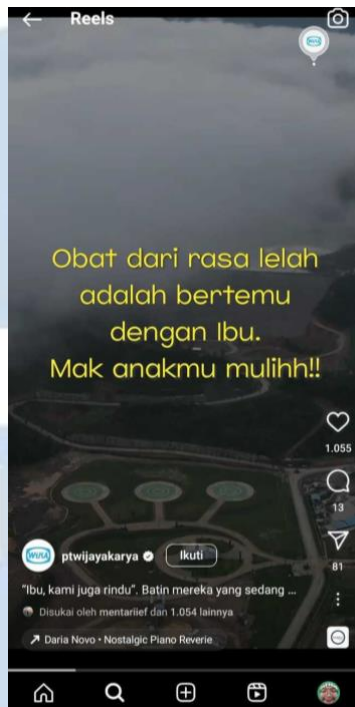 Reels
WIKA
Obat dari rasa lelah
adalah bertemu
dengan Ibu.
Mak anakmu mulihh!!
1.055
13
81
WIKA
ptwijayakarya
Ikuti
"Ibu, kami juga rindu". Batin mereka yang sedang ...
Disukai oleh mentariief dan 1.054 lainnya
Daria Novo • Nostalgic Piano Reverie